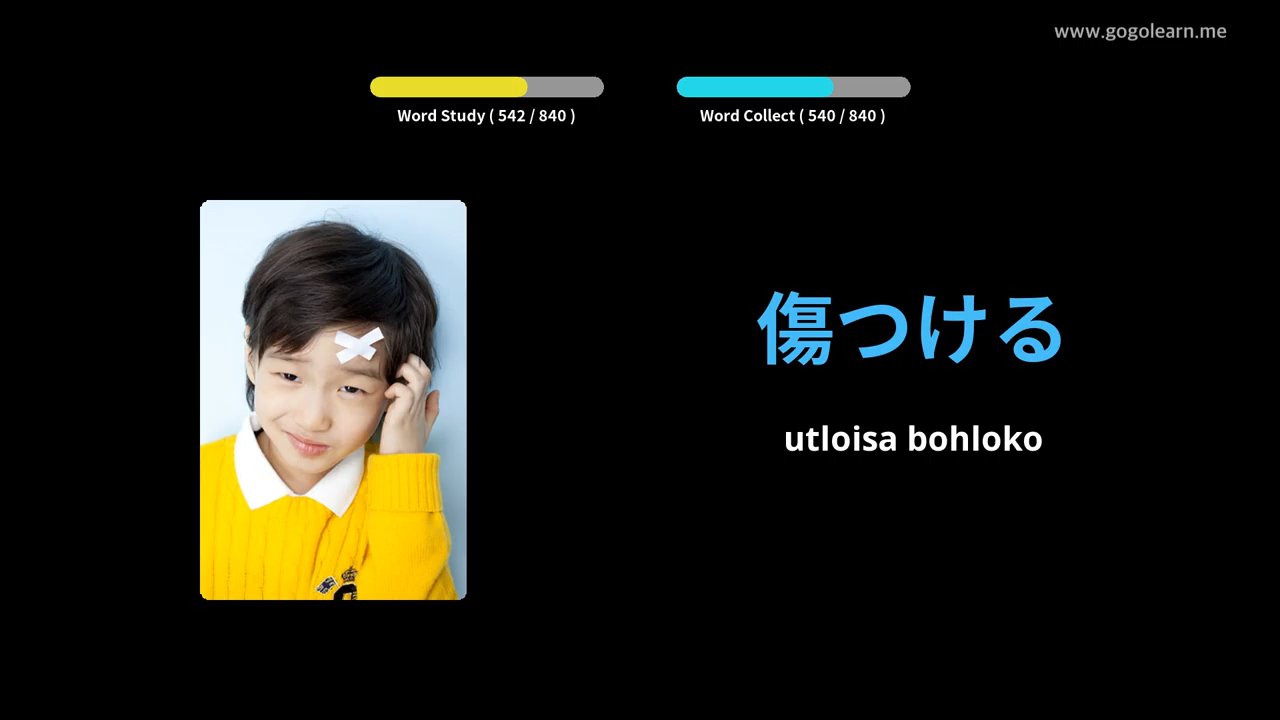 www.gogolearn.me
Word Study ( 542 / 840 )
Word Collect ( 540 / 840 )
傷つける
utloisa bohloko